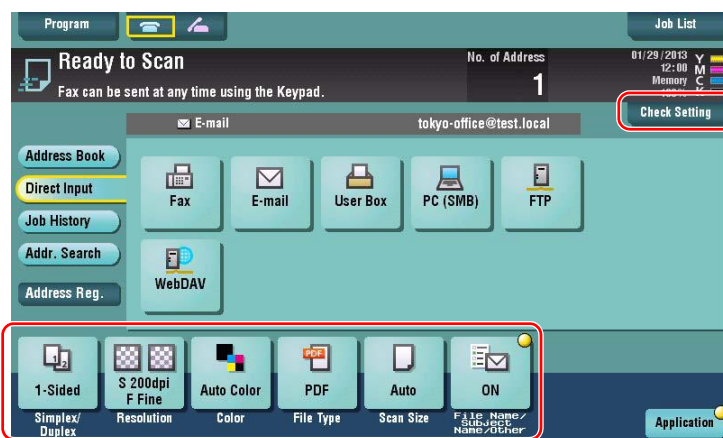 Program
Job List
Ready to Scan
No. of Address
01/29/2013
12:00
Memory
Y
M
C
K
Fax can be sent at any time using the Keypad.
1
Check Setting
E-mail
tokyo-office@test.local
Address Book
Direct Input
Job History
Addr. Search
Address Reg.
Fax
E-mail
User Box
PC (SMB)
FTP
WebDAV
1-Sided
Simplex/
Duplex
S 200dpi
F Fine
Resolution
Auto Color
Color
PDF
PDF
File Type
Auto
Scan Size
ON
File Name/
Subject
Name/Other
Application